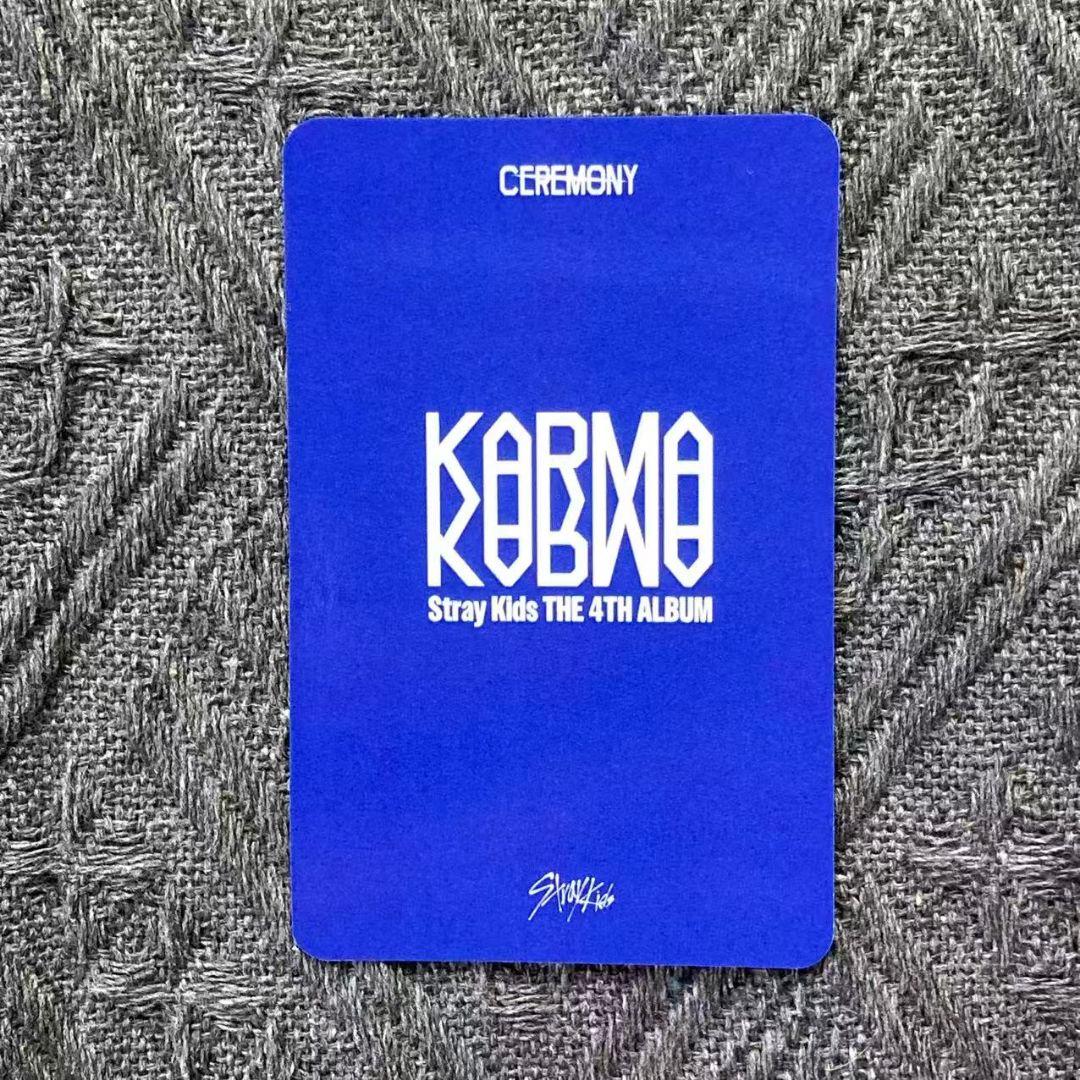 CEREMONY
KARMA
Stray Kids THE 4TH ALBUM
Stray Kids